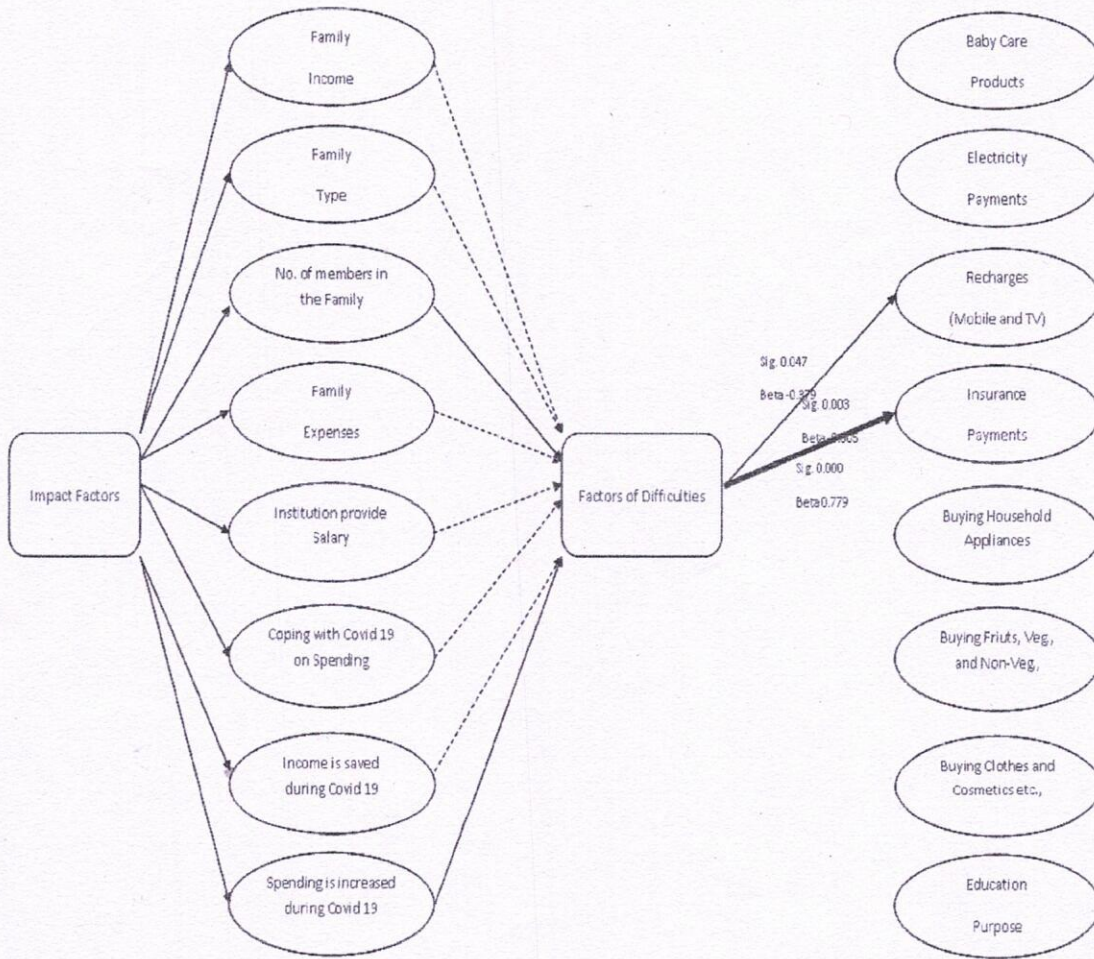 Family
Income
Family
Type
No. of members in
the Family
Family
Expenses
Institution provide
Salary
Coping with Covid 19
on Spending
Income is saved
during Covid 19
Spending is increased
during Covid 19
Impact Factors
Factors of Difficulties
Sig. 0.047
Beta-0.379
Sig. 0.003
Beta
Sig. 0.000
Beta0.779
Baby Care
Products
Electricity
Payments
Recharges
(Mobile and TV)
Insurance
Payments
Buying Household
Appliances
Buying Friuts, Veg.,
and Non-Veg.,
Buying Clothes and
Cosmetics etc.,
Education
Purpose